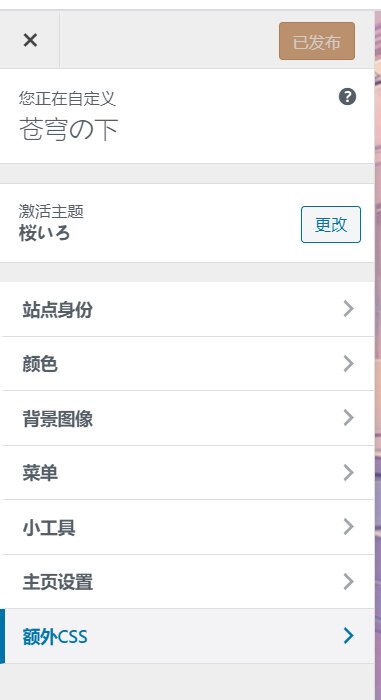 已发布
您正在自定义
苍穹の下
激活主题
桜いろ
更改
站点身份
颜色
背景图像
菜单
小工具
主页设置
额外CSS